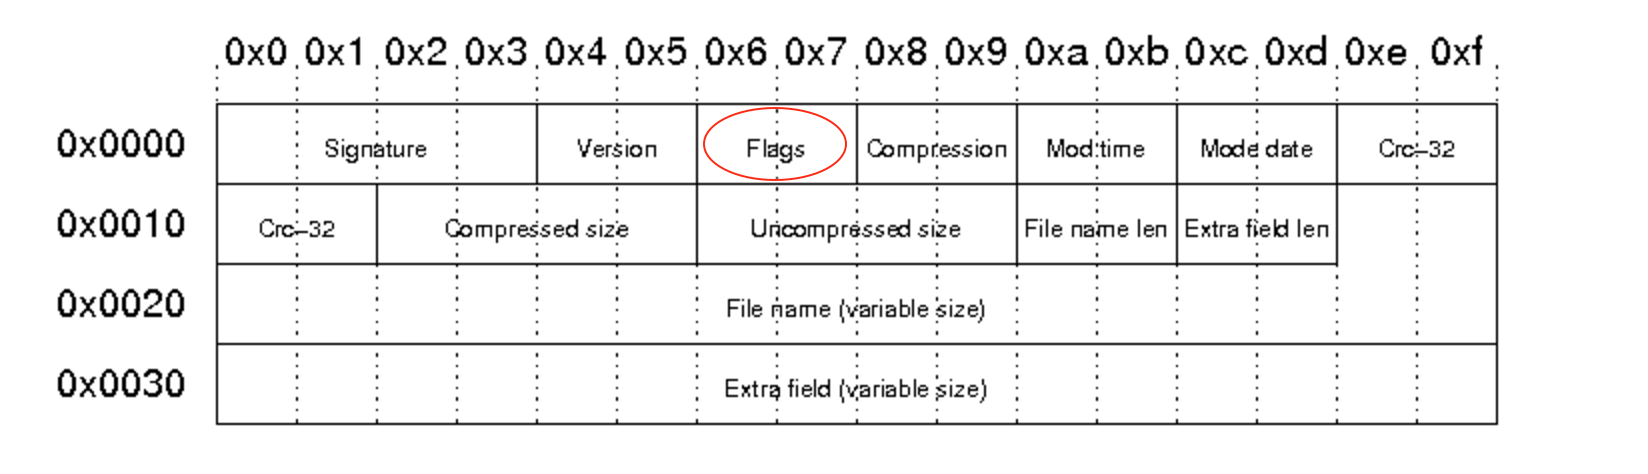 0x0 0x1 0x2 0x3 0x4 0x5 0x6 0x7 0x8 0x9 0xa 0xb 0xc 0xd 0xe 0xf
0x0000 Signature Version Flags Compression Mod time Mode date Crc-32
0x0010 Crc-32 Compressed size Uncompressed size File name len Extra field len
0x0020 File name (variable size)
0x0030 Extra field (variable size)